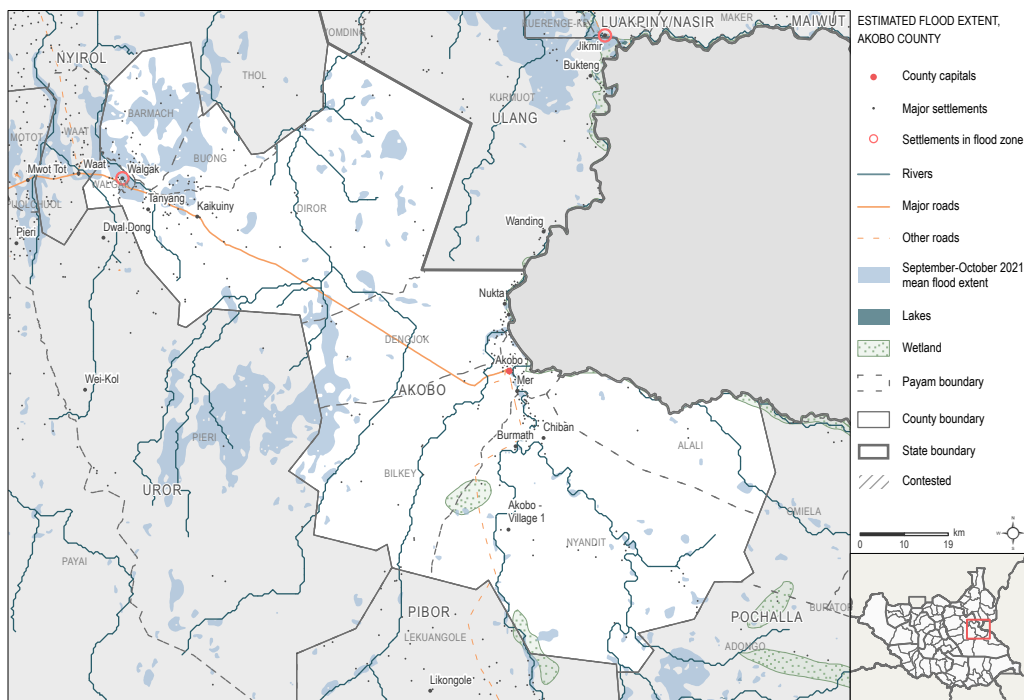 ESTIMATED FLOOD EXTENT,
AKOBO COUNTY
County capitals
Major settlements
Settlements in flood zone
Rivers
Major roads
Other roads
September-October 2021
mean flood extent
Lakes
Wetland
Payam boundary
County boundary
State boundary
Contested
km
0 10 19
N
W
LUAKPINY/NASIR
MAKER
MAIWUT
Jikmir
Bukteng
KURMUOT
ULANG
NYIROL
THOL
BARMACH
MOTOT
WAAT
BUONG
Mwot Tot
Waat
Walgak
Tanyang
Kaikuiny
DIROR
Pieri
Dwal Dong
Wanding
Nukta
DENGJOK
Akobo
Mer
AKOBO
Wei-Kol
PIERI
UROR
BILKEY
Burmath
Chiban
ALALI
Akobo -
Village 1
NYANDIT
OMIELA
PAYAI
PIBOR
LEKUANGOLE
POCHALLA
ADONGO
Likongole